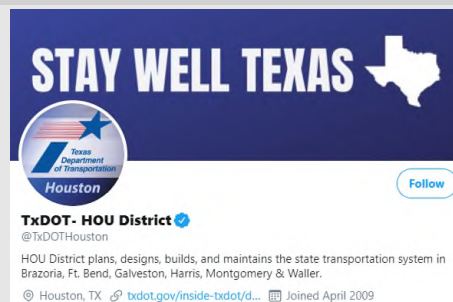 STAY WELL TEXAS
Texas
Department
of Transportation
Houston
Follow
TxDOT- HOU District
@TxDOTHouston
HOU District plans, designs, builds, and maintains the state transportation system in
Brazoria, Ft. Bend, Galveston, Harris, Montgomery & Waller.
Houston, TX txdot.gov/inside-txdot/d... Joined April 2009